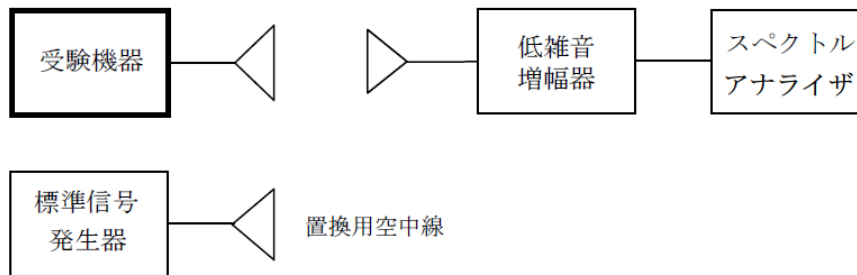 受験機器
低雑音
増幅器
スペクトル
アナライザ
標準信号
発生器
置換用空中線